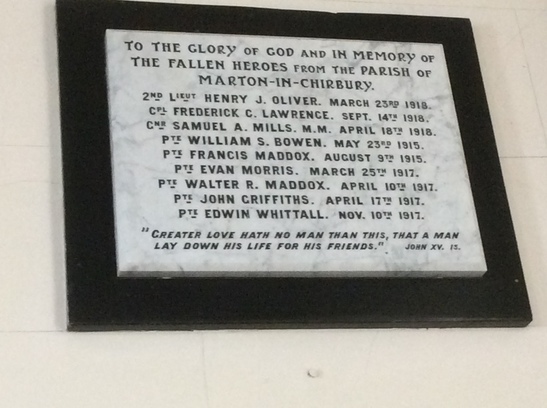 TO THE GLORY OF GOD AND IN MEMORY OF
THE FALLEN HEROES FROM THE PARISH OF
MARTON-IN-CHIRBURY.
2ND LIEUT HENRY J. OLIVER. MARCH 23RD 1918.
CPL FREDERICK C. LAWRENCE. SEPT. 14TH 1918.
GNR SAMUEL A. MILLS. M.M. APRIL 18TH 1918.
PTE WILLIAM S. BOWEN. MAY 23RD 1915.
PTE FRANCIS MADDOX. AUGUST 9TH 1915.
PTE EVAN MORRIS. MARCH 25TH 1917.
PTE WALTER R. MADDOX. APRIL 10TH 1917.
PTE JOHN GRIFFITHS. APRIL 17TH 1917.
PTE EDWIN WHITTALL. NOV. 10TH 1917.
"GREATER LOVE HATH NO MAN THAN THIS, THAT A MAN
LAY DOWN HIS LIFE FOR HIS FRIENDS." JOHN XV. 13.